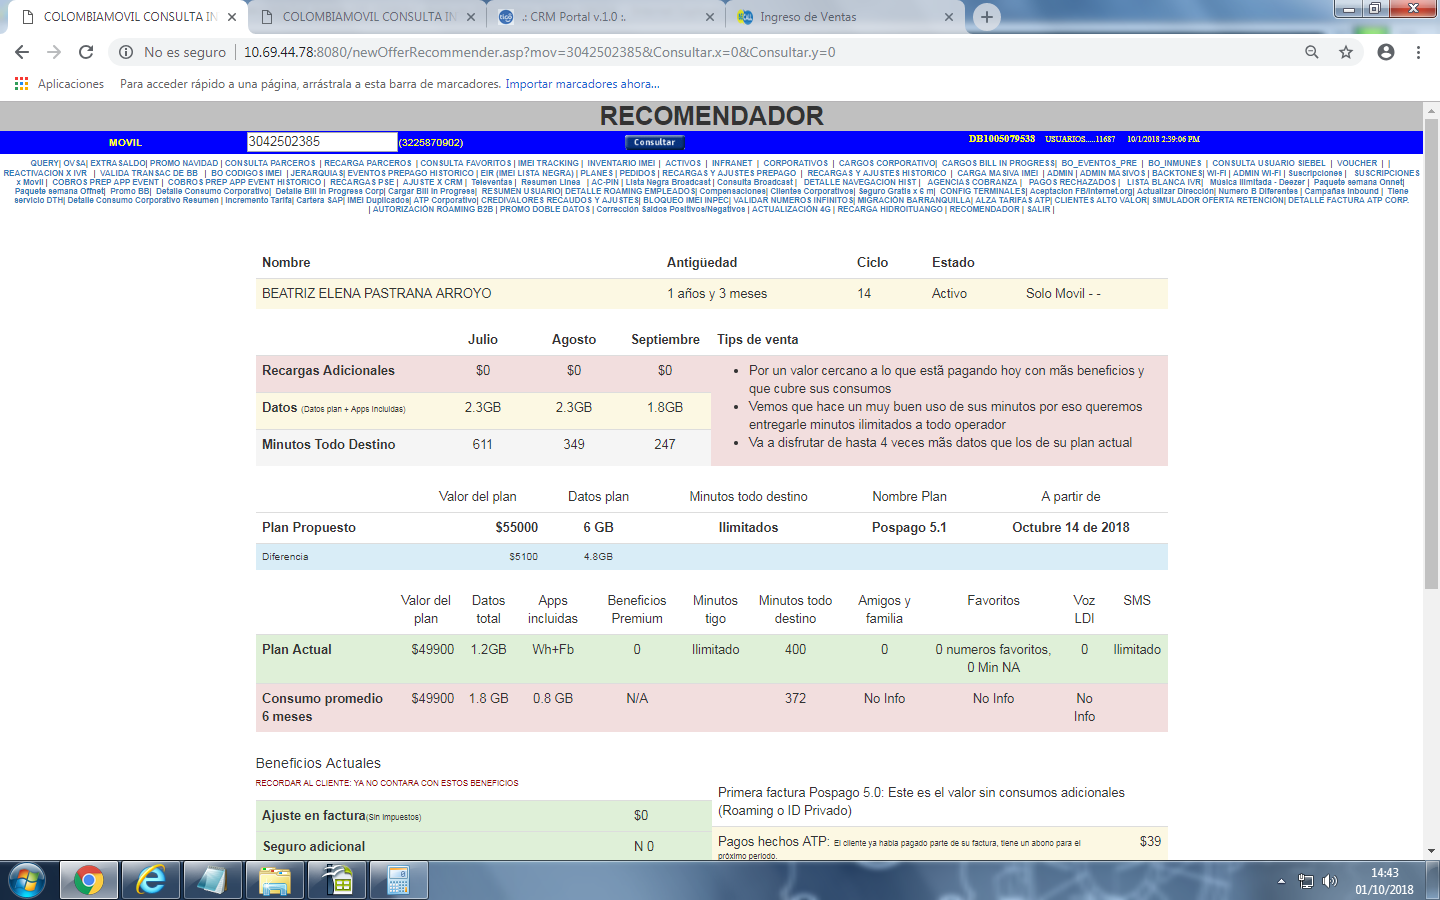 COLOMBIAMOVIL CONSULTA IN
COLOMBIAMOVIL CONSULTA IN
.: CRM Portal v.1.0 :.
Ingreso de Ventas
No es seguro | 10.69.44.78:8080/newOfferRecommender.asp?mov=3042502385&Consultar.x=0&Consultar.y=0
Aplicaciones Para acceder rápido a una página, arrástrala a esta barra de marcadores. Importar marcadores ahora...
RECOMENDADOR
MOVIL 3042502385 (3225870902) Consultar DB1005079538 USUARIOS.....11687 10/1/2018 2:39:06 PM
QUERY| OVSA| EXTRASALDO| PROMO NAVIDAD | CONSULTA PARCEROS | RECARGA PARCEROS | CONSULTA FAVORITOS | IMEI TRACKING | INVENTARIO IMEI | ACTIVOS | INFRANET | CORPORATIVOS | CARGOS CORPORATIVO| CARGOS BILL IN PROGRESS| BO_EVENTOS_PRE | BO_INMUNES | CONSULTA USUARIO SIEBEL | VOUCHER | |
REACTIVACION X IVR | VALIDA TRANSAC DE BB | BO CODIGOS IMEI | JERARQUIAS| EVENTOS PREPAGO HISTORICO | EIR (IMEI LISTA NEGRA) | PLANES | PEDIDOS | RECARGAS Y AJUSTES PREPAGO | RECARGAS Y AJUSTES HISTORICO | CARGA MASIVA IMEI | ADMIN | ADMIN MASIVOS | BACKTONES| WI-FI | ADMIN WI-FI | Suscripciones | SUSCRIPCIONES
x Movil | COBROS PREP APP EVENT | COBROS PREP APP EVENT HISTORICO | RECARGAS PSE | AJUSTE X CRM | Televentas | Resumen Linea | AC-PIN | Lista Negra Broadcast | Consulta Broadcast | DETALLE NAVEGACION HIST | AGENCIAS COBRANZA | PAGOS RECHAZADOS | LISTA BLANCA IVR| Musica Ilimitada - Deezer | Paquete semana Onnet|
Paquete semana Offnet| Promo BB| Detalle Consumo Corporativo| Detalle Bill In Progress Corp| Cargar Bill In Progress| RESUMEN USUARIO| DETALLE ROAMING EMPLEADOS| Compensaciones| Clientes Corporativos| Seguro Gratis x 6 m| CONFIG TERMINALES| Aceptacion FB/Internet.org| Actualizar Dirección| Numero B Diferentes | Campañas Inbound | Tiene
servicio DTH| Detalle Consumo Corporativo Resumen | Incremento Tarifa| Cartera SAP| IMEI Duplicados| ATP Corporativo| CREDIVALORES RECAUDOS Y AJUSTES| BLOQUEO IMEI INPEC| VALIDAR NUMEROS INFINITOS| MIGRACIÓN BARRANQUILLA| ALZA TARIFAS ATP| CLIENTES ALTO VALOR| SIMULADOR OFERTA RETENCIÓN| DETALLE FACTURA ATP CORP.
| AUTORIZACIÓN ROAMING B2B | PROMO DOBLE DATOS | Corrección Saldos Positivos/Negativos | ACTUALIZACIÓN 4G | RECARGA HIDROITUANGO | RECOMENDADOR | SALIR |
Nombre Antigüedad Ciclo Estado
BEATRIZ ELENA PASTRANA ARROYO 1 años y 3 meses 14 Activo Solo Movil - -
Julio Agosto Septiembre Tips de venta
Recargas Adicionales $0 $0 $0
Datos (Datos plan + Apps incluidas) 2.3GB 2.3GB 1.8GB
Minutos Todo Destino 611 349 247
• Por un valor cercano a lo que estã pagando hoy con mãs beneficios y
que cubre sus consumos
• Vemos que hace un muy buen uso de sus minutos por eso queremos
entregarle minutos ilimitados a todo operador
• Va a disfrutar de hasta 4 veces mãs datos que los de su plan actual
Valor del plan Datos plan Minutos todo destino Nombre Plan A partir de
Plan Propuesto $55000 6 GB Ilimitados Pospago 5.1 Octubre 14 de 2018
Diferencia $5100 4.8GB
Valor del Datos Apps Beneficios Minutos Minutos todo Amigos y Favoritos Voz SMS
plan total incluidas Premium tigo destino familia LDI
Plan Actual $49900 1.2GB Wh+Fb 0 Ilimitado 400 0 0 numeros favoritos, 0 Ilimitado
0 Min NA
Consumo promedio $49900 1.8 GB 0.8 GB N/A 372 No Info No Info No
6 meses Info
Beneficios Actuales
RECORDAR AL CLIENTE: YA NO CONTARA CON ESTOS BENEFICIOS
Ajuste en factura(Sin impuestos) $0
Seguro adicional N 0
Primera factura Pospago 5.0: Este es el valor sin consumos adicionales
(Roaming o ID Privado)
Pagos hechos ATP: El cliente ya había pagado parte de su factura, tiene un abono para el $39
próximo periodo.
14:43
01/10/2018